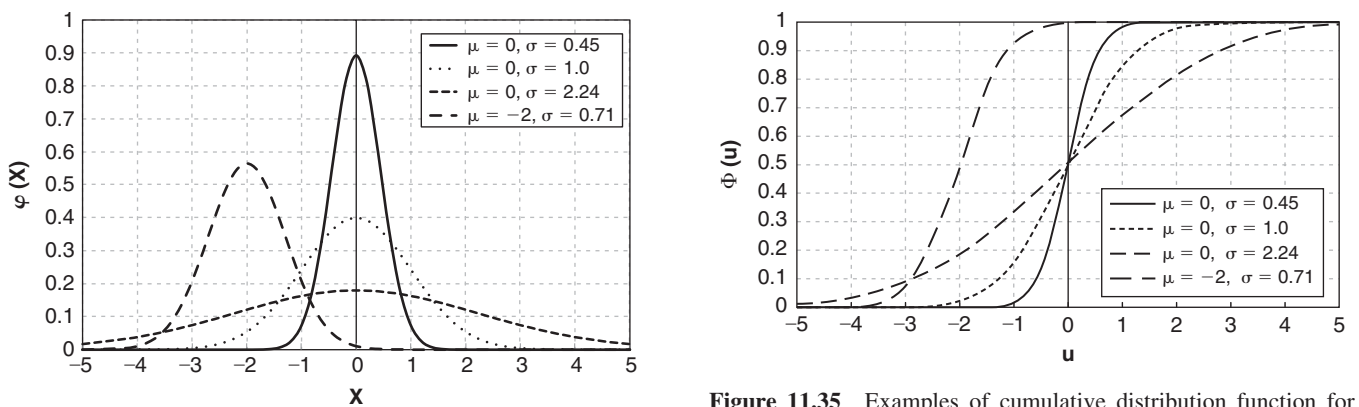 1
0.9
0.8
0.7
0.6
0.5
0.4
0.3
0.2
0.1
0
φ (X)
−5 −4 −3 −2 −1 0 1 2 3 4 5
X
μ = 0, σ = 0.45
μ = 0, σ = 1.0
μ = 0, σ = 2.24
μ = −2, σ = 0.71
1
0.9
0.8
0.7
0.6
0.5
0.4
0.3
0.2
0.1
0
Φ (u)
−5 −4 −3 −2 −1 0 1 2 3 4 5
u
μ = 0, σ = 0.45
μ = 0, σ = 1.0
μ = 0, σ = 2.24
μ = −2, σ = 0.71
Figure 11.35 Examples of cumulative distribution function for